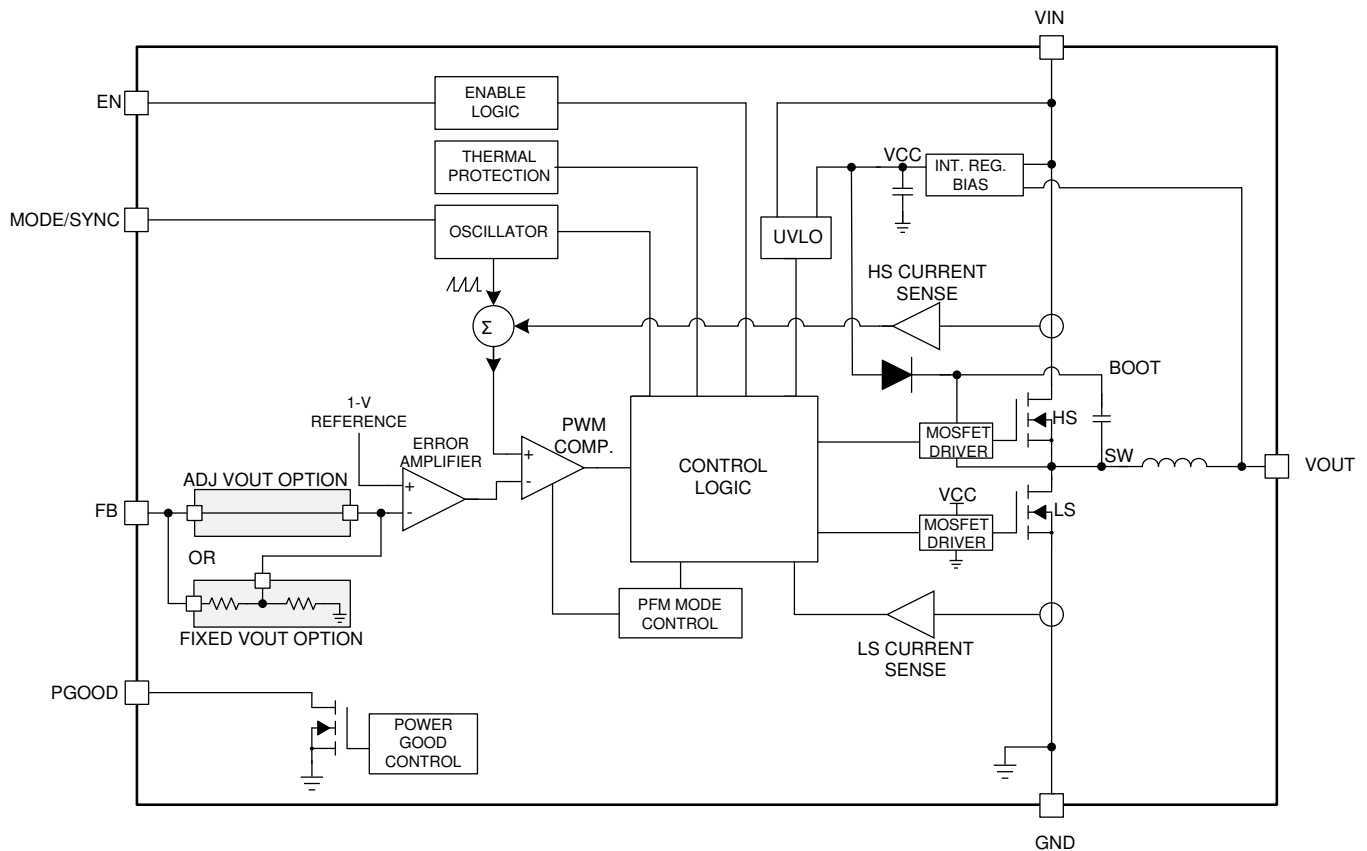 VIN
EN
ENABLE
LOGIC
THERMAL
PROTECTION
VCC
INT. REG.
BIAS
MODE/SYNC
OSCILLATOR
UVLO
HS CURRENT
SENSE
Σ
BOOT
1-V
REFERENCE
ERROR
AMPLIFIER
PWM
COMP.
+
-
+
-
CONTROL
LOGIC
MOSFET
DRIVER
HS
SW
VOUT
ADJ VOUT OPTION
FB
OR
FIXED VOUT OPTION
VCC
MOSFET
DRIVER
LS
PFM MODE
CONTROL
LS CURRENT
SENSE
PGOOD
POWER
GOOD
CONTROL
GND